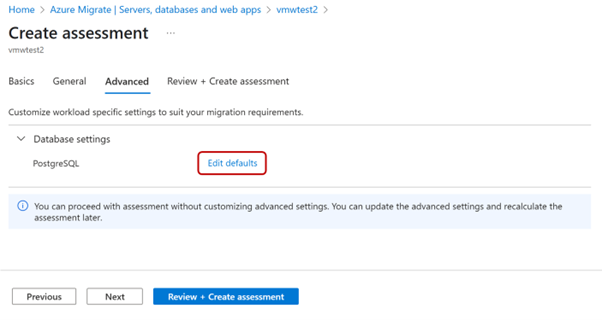 Home > Azure Migrate | Servers, databases and web apps > vmwtest2 >
Create assessment ...
vmwtest2
Basics General Advanced Review + Create assessment
Customize workload specific settings to suit your migration requirements.
Database settings
PostgreSQL Edit defaults
You can proceed with assessment without customizing advanced settings. You can update the advanced settings and recalculate the
assessment later.
Previous Next Review + Create assessment